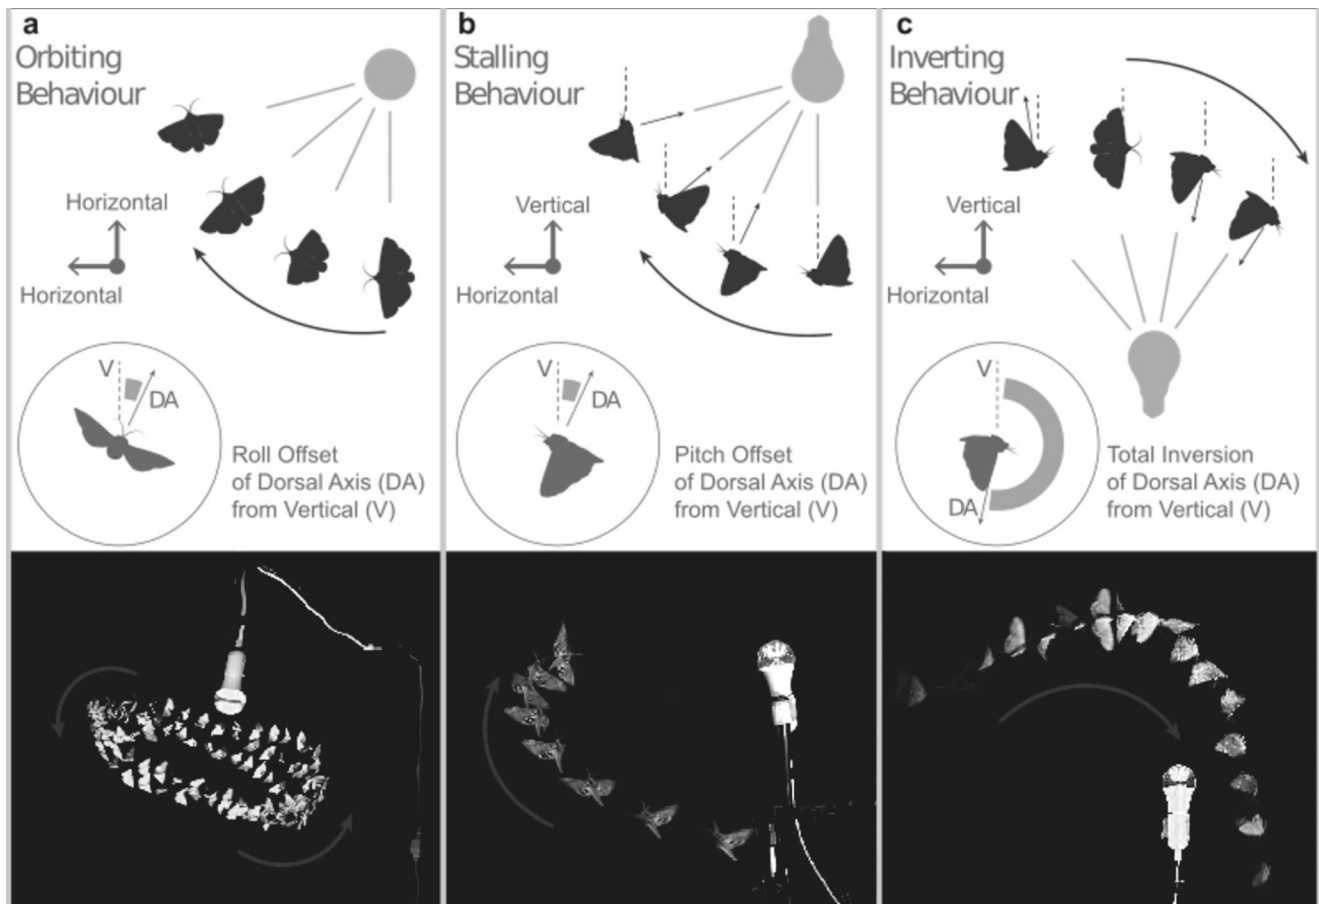 a
Orbiting
Behaviour
Horizontal
Horizontal
V
DA
Roll Offset
of Dorsal Axis (DA)
from Vertical (V)
b
Stalling
Behaviour
Vertical
Horizontal
V
DA
Pitch Offset
of Dorsal Axis (DA)
from Vertical (V)
c
Inverting
Behaviour
Vertical
Horizontal
V
DA
Total Inversion
of Dorsal Axis (DA)
from Vertical (V)